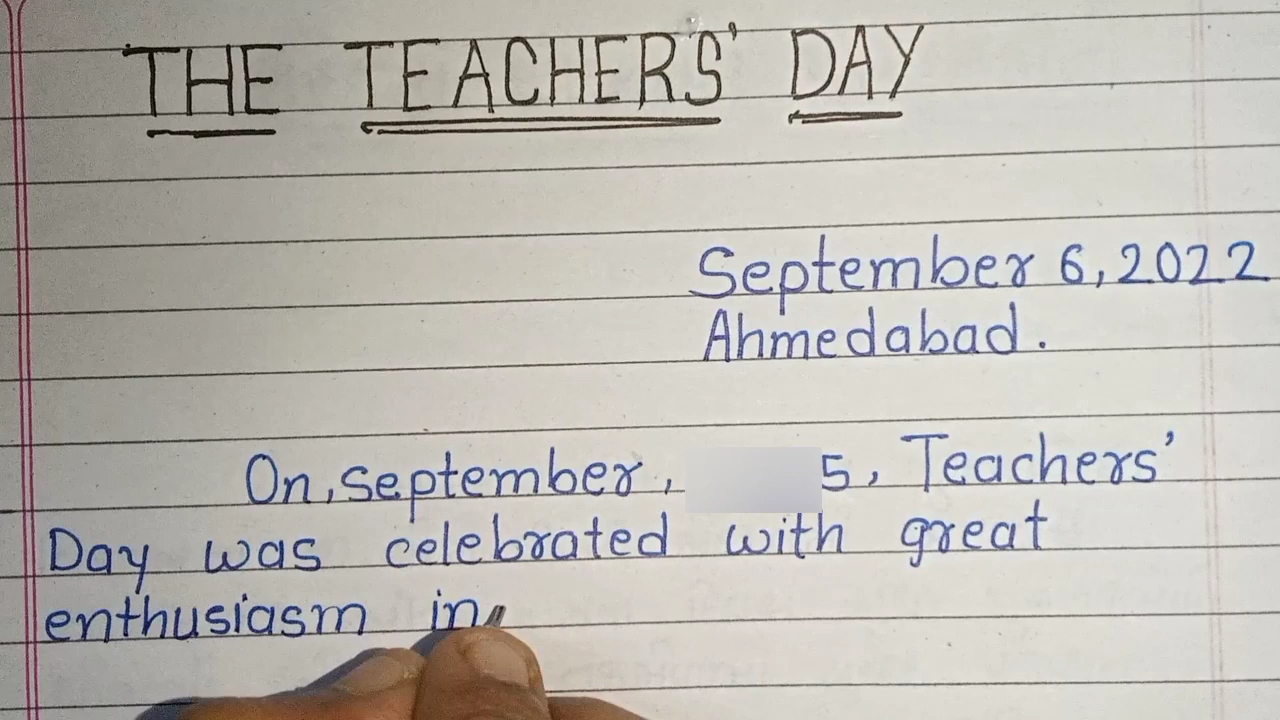 THE TEACHERS' DAY
September 6, 2022
Ahmedabad.
On, september, 5, Teachers'
Day was celebrated with great
enthusiasm in